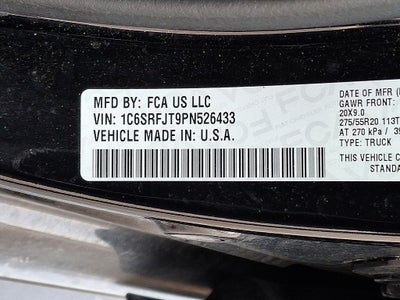 MFD BY: FCA US LLC
VIN: 1C6SRFJT9PN526433
VEHICLE MADE IN: U.S.A.
DATE OF MFR
GAWR FRONT:
20X9.0
275/55R20 113T
AT 270 kPa /
TYPE: TRUCK
THIS VEHICLE
STANDA